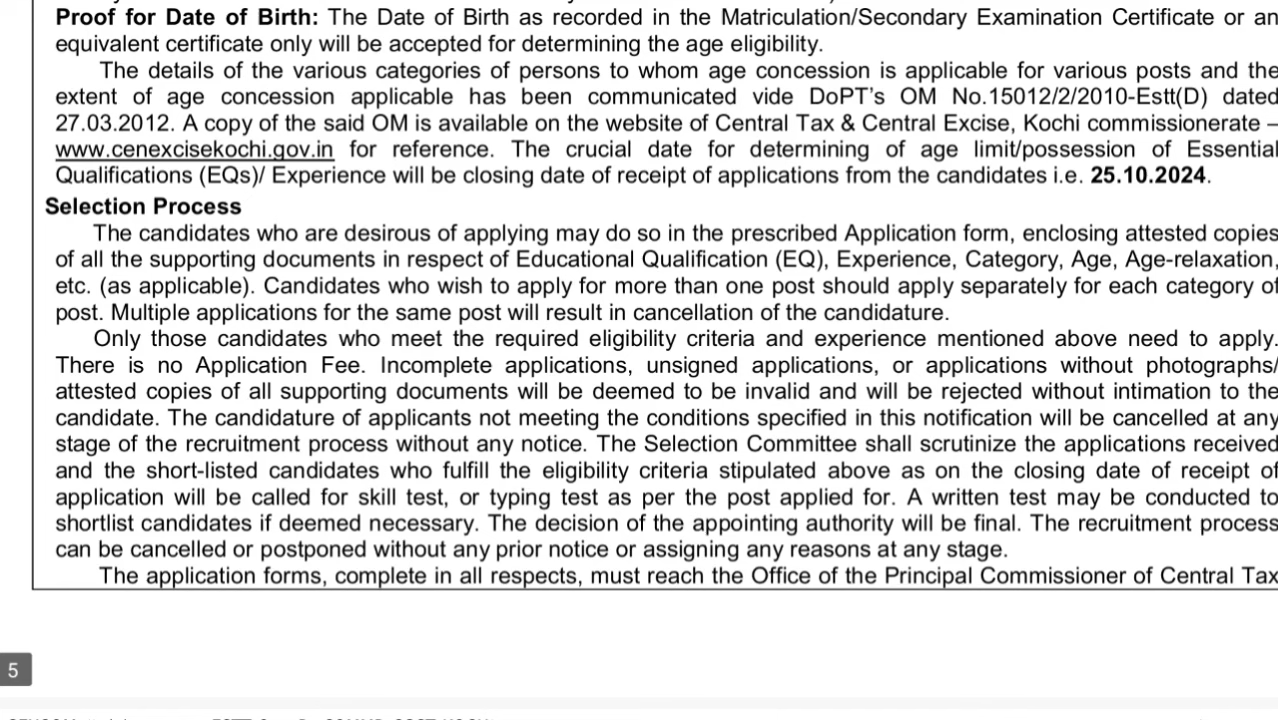 Proof for Date of Birth: The Date of Birth as recorded in the Matriculation/Secondary Examination Certificate or an
equivalent certificate only will be accepted for determining the age eligibility.
The details of the various categories of persons to whom age concession is applicable for various posts and the
extent of age concession applicable has been communicated vide DoPT's OM No.15012/2/2010-Estt(D) dated
27.03.2012. A copy of the said OM is available on the website of Central Tax & Central Excise, Kochi commissionerate –
www.cenexcisekochi.gov.in for reference. The crucial date for determining of age limit/possession of Essential
Qualifications (EQs)/ Experience will be closing date of receipt of applications from the candidates i.e. 25.10.2024.
Selection Process
The candidates who are desirous of applying may do so in the prescribed Application form, enclosing attested copies
of all the supporting documents in respect of Educational Qualification (EQ), Experience, Category, Age, Age-relaxation,
etc. (as applicable). Candidates who wish to apply for more than one post should apply separately for each category of
post. Multiple applications for the same post will result in cancellation of the candidature.
Only those candidates who meet the required eligibility criteria and experience mentioned above need to apply.
There is no Application Fee. Incomplete applications, unsigned applications, or applications without photographs/
attested copies of all supporting documents will be deemed to be invalid and will be rejected without intimation to the
candidate. The candidature of applicants not meeting the conditions specified in this notification will be cancelled at any
stage of the recruitment process without any notice. The Selection Committee shall scrutinize the applications received
and the short-listed candidates who fulfill the eligibility criteria stipulated above as on the closing date of receipt of
application will be called for skill test, or typing test as per the post applied for. A written test may be conducted to
shortlist candidates if deemed necessary. The decision of the appointing authority will be final. The recruitment process
can be cancelled or postponed without any prior notice or assigning any reasons at any stage.
The application forms, complete in all respects, must reach the Office of the Principal Commissioner of Central Tax
5